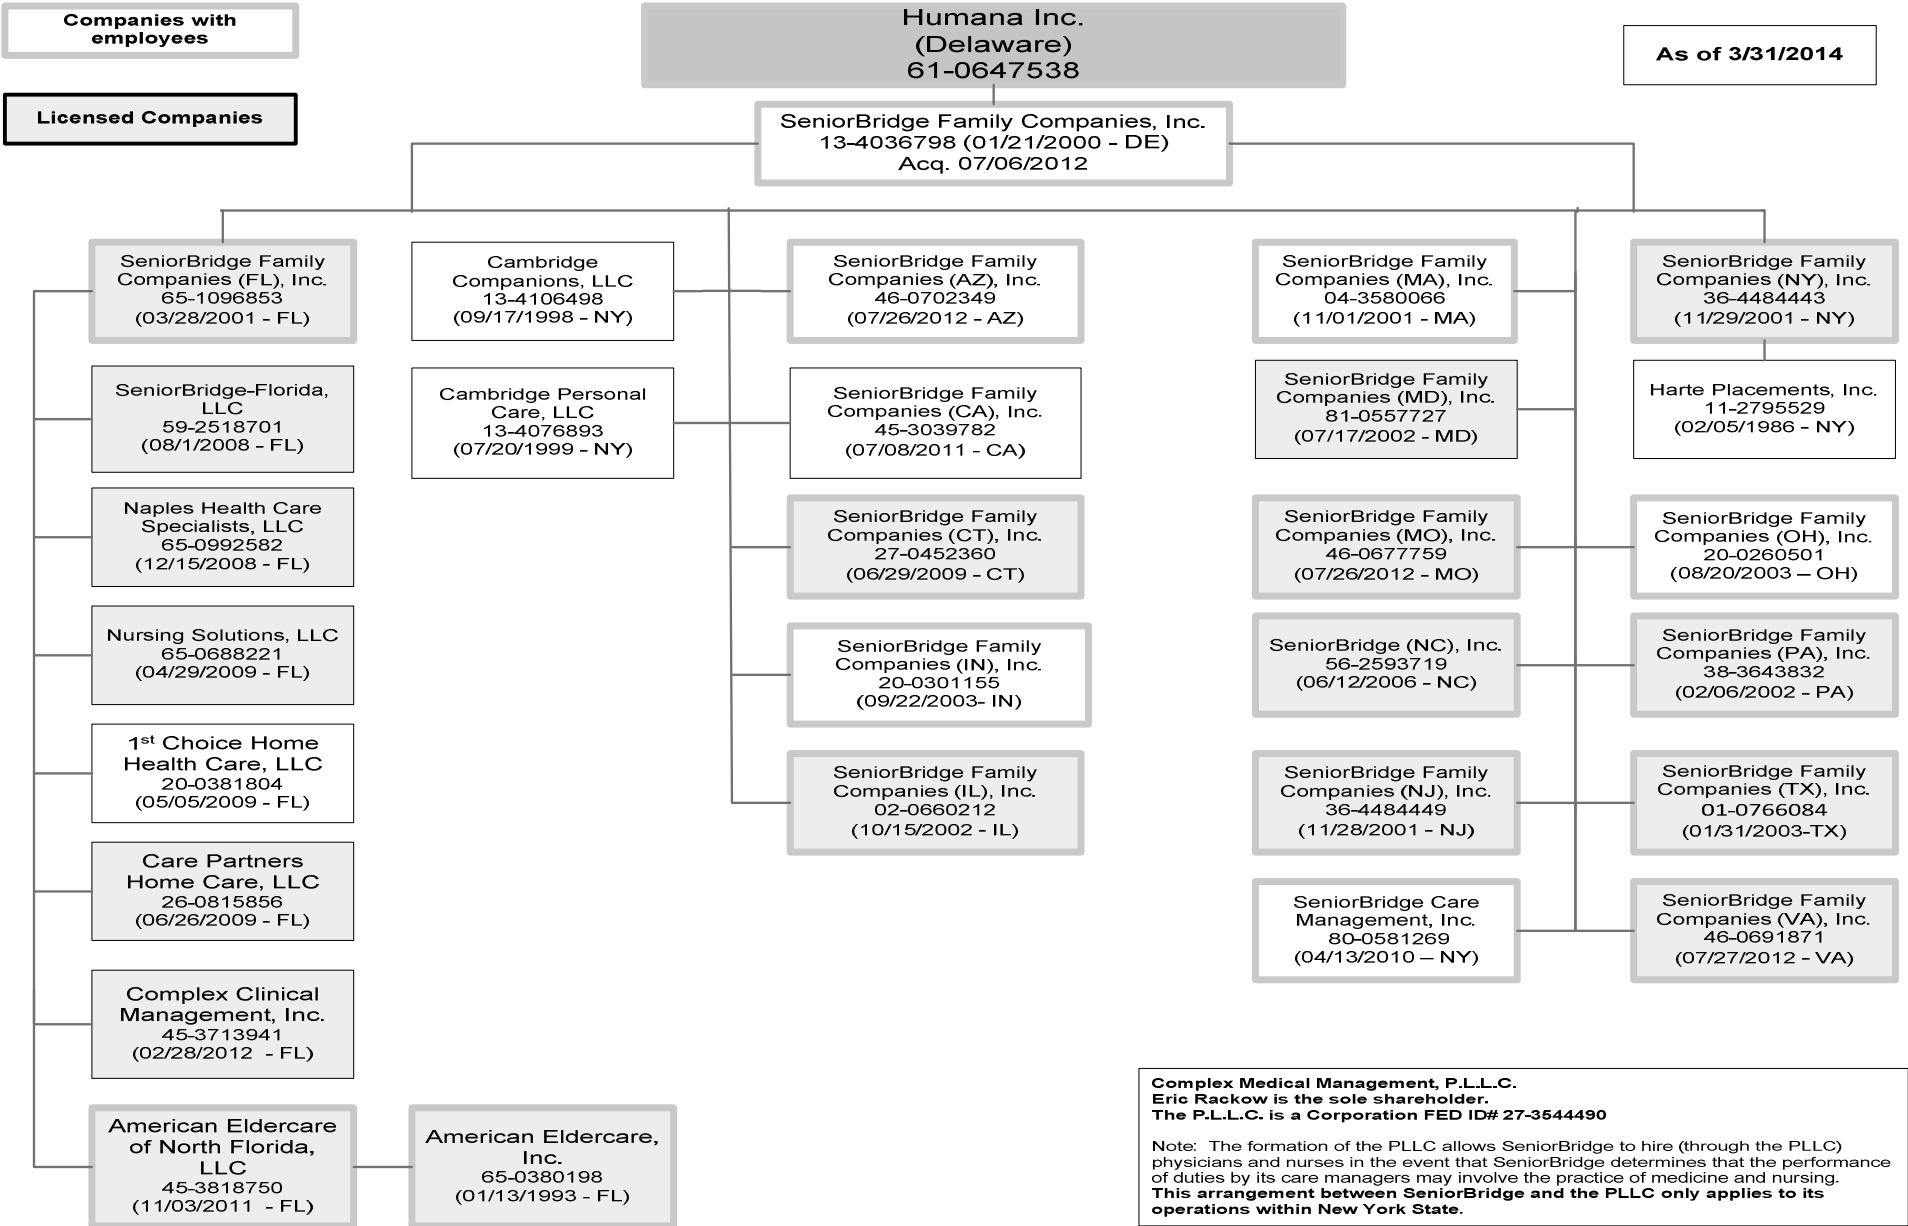 Companies with
employees
Licensed Companies
Humana Inc.
(Delaware)
61-0647538
As of 3/31/2014
SeniorBridge Family Companies, Inc.
13-4036798 (01/21/2000 - DE)
Acq. 07/06/2012
SeniorBridge Family
Companies (FL), Inc.
65-1096853
(03/28/2001 - FL)
SeniorBridge-Florida,
LLC
59-2518701
(08/1/2008 - FL)
Naples Health Care
Specialists, LLC
65-0992582
(12/15/2008 - FL)
Nursing Solutions, LLC
65-0688221
(04/29/2009 - FL)
1st Choice Home
Health Care, LLC
20-0381804
(05/05/2009 - FL)
Care Partners
Home Care, LLC
26-0815856
(06/26/2009 - FL)
Complex Clinical
Management, Inc.
45-3713941
(02/28/2012  - FL)
American Eldercare
of North Florida,
LLC
45-3818750
(11/03/2011  - FL)
American Eldercare,
Inc.
65-0380198
(01/13/1993 - FL)
Cambridge
Companions, LLC
13-4106498
(09/17/1998 - NY)
Cambridge Personal
Care, LLC
13-4076893
(07/20/1999 - NY)
SeniorBridge Family
Companies (AZ), Inc.
46-0702349
(07/26/2012 - AZ)
SeniorBridge Family
Companies (CA), Inc.
45-3039782
(07/08/2011 - CA)
SeniorBridge Family
Companies (CT), Inc.
27-0452360
(06/29/2009 - CT)
SeniorBridge Family
Companies (IN), Inc.
20-0301155
(09/22/2003- IN)
SeniorBridge Family
Companies (IL), Inc.
02-0660212
(10/15/2002 - IL)
SeniorBridge Family
Companies (MA), Inc.
04-3580066
(11/01/2001 - MA)
SeniorBridge Family
Companies (MD), Inc.
81-0557727
(07/17/2002 - MD)
SeniorBridge Family
Companies (MO), Inc.
46-0677759
(07/26/2012 - MO)
SeniorBridge (NC), Inc.
56-2593719
(06/12/2006 - NC)
SeniorBridge Family
Companies (NJ), Inc.
36-4484449
(11/28/2001 - NJ)
SeniorBridge Care
Management, Inc.
80-0581269
(04/13/2010 – NY)
SeniorBridge Family
Companies (NY), Inc.
36-4484443
(11/29/2001 - NY)
Harte Placements, Inc.
11-2795529
(02/05/1986 - NY)
SeniorBridge Family
Companies (OH), Inc.
20-0260501
(08/20/2003 – OH)
SeniorBridge Family
Companies (PA), Inc.
38-3643832
(02/06/2002 - PA)
SeniorBridge Family
Companies (TX), Inc.
01-0766084
(01/31/2003-TX)
SeniorBridge Family
Companies (VA), Inc.
46-0691871
(07/27/2012 - VA)
Complex Medical Management, P.L.L.C.
Eric Rackow is the sole shareholder.
The P.L.L.C. is a Corporation FED ID# 27-3544490
Note:  The formation of the PLLC allows SeniorBridge to hire (through the PLLC)
physicians and nurses in the event that SeniorBridge determines that the performance
of duties by its care managers may involve the practice of medicine and nursing.
This arrangement between SeniorBridge and the PLLC only applies to its
operations within New York State.